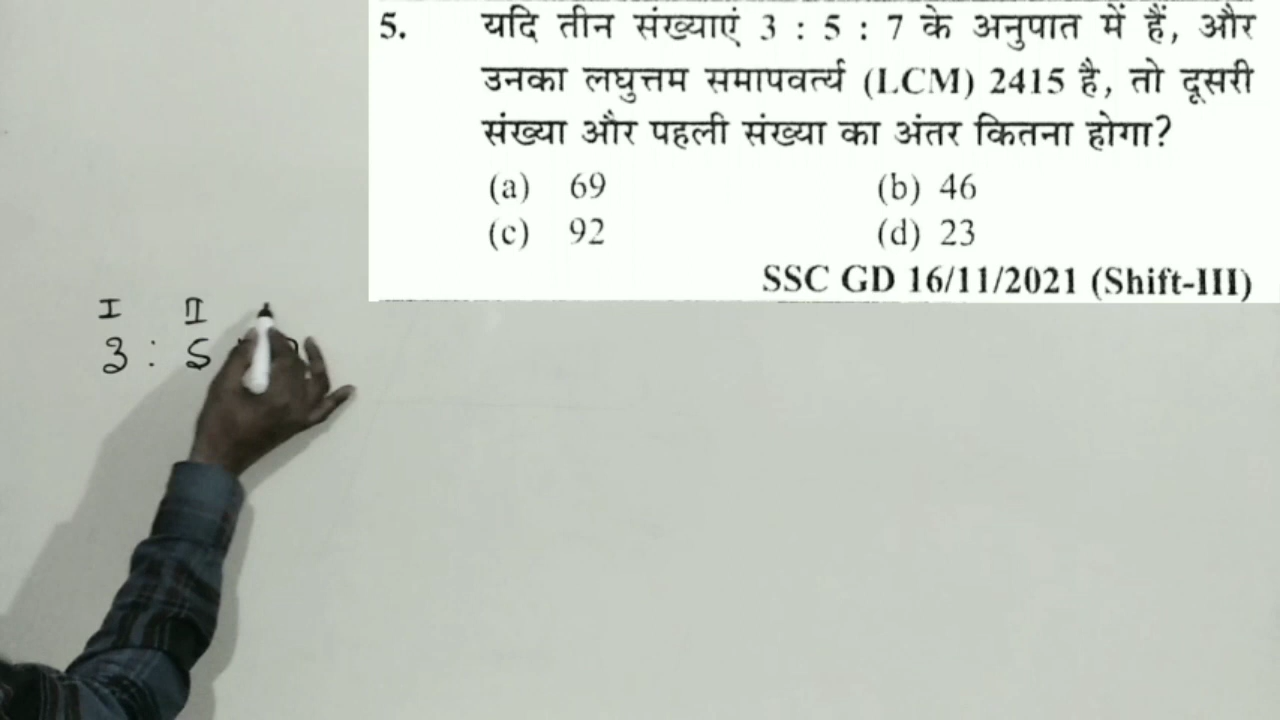 5. यदि तीन संख्याएं 3 : 5 : 7 के अनुपात में हैं, और
उनका लघुत्तम समापवर्त्य (LCM) 2415 है, तो दूसरी
संख्या और पहली संख्या का अंतर कितना होगा?
(a) 69 (b) 46
(c) 92 (d) 23
SSC GD 16/11/2021 (Shift-III)
I II
3 : 5